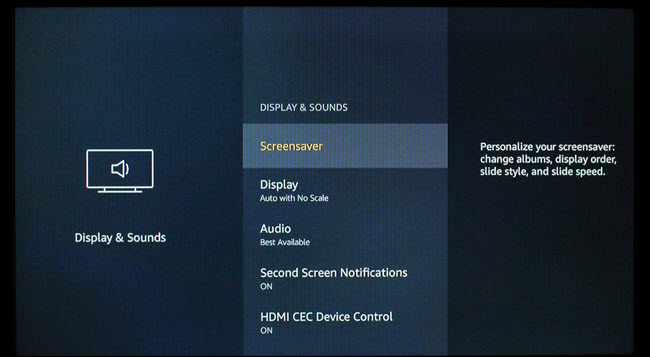 DISPLAY & SOUNDS
Screensaver
Display
Auto with No Scale
Audio
Best Available
Second Screen Notifications
ON
HDMI CEC Device Control
ON
Display & Sounds
Personalize your screensaver:
change albums, display order,
slide style, and slide speed.